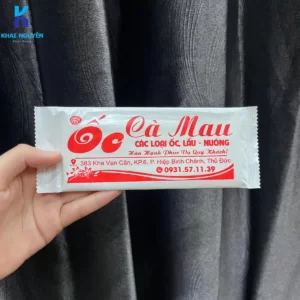 KHAI NGUYÊN
Ốc Cà Mau
CÁC LOẠI ỐC, LẨU - NƯỚNG
Hân Hạnh Phục Vụ Quý Khách!
383 Kha Vạn Cân, KP6, P. Hiệp Bình Chánh, Thủ Đức
0931.57.11.39